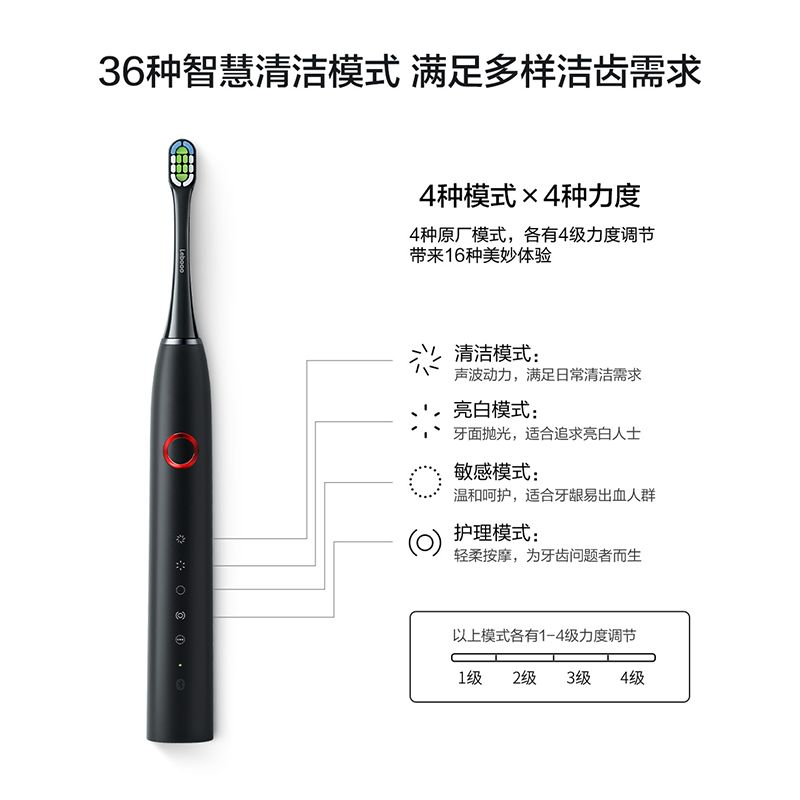 36种智慧清洁模式 满足多样洁齿需求
4种模式×4种力度
4种原厂模式，各有4级力度调节
带来16种美妙体验
Lebooo
清洁模式：
声波动力，满足日常清洁需求
亮白模式：
牙面抛光，适合追求亮白人士
敏感模式：
温和呵护，适合牙龈易出血人群
护理模式：
轻柔按摩，为牙齿问题者而生
以上模式各有1-4级力度调节
1级 2级 3级 4级